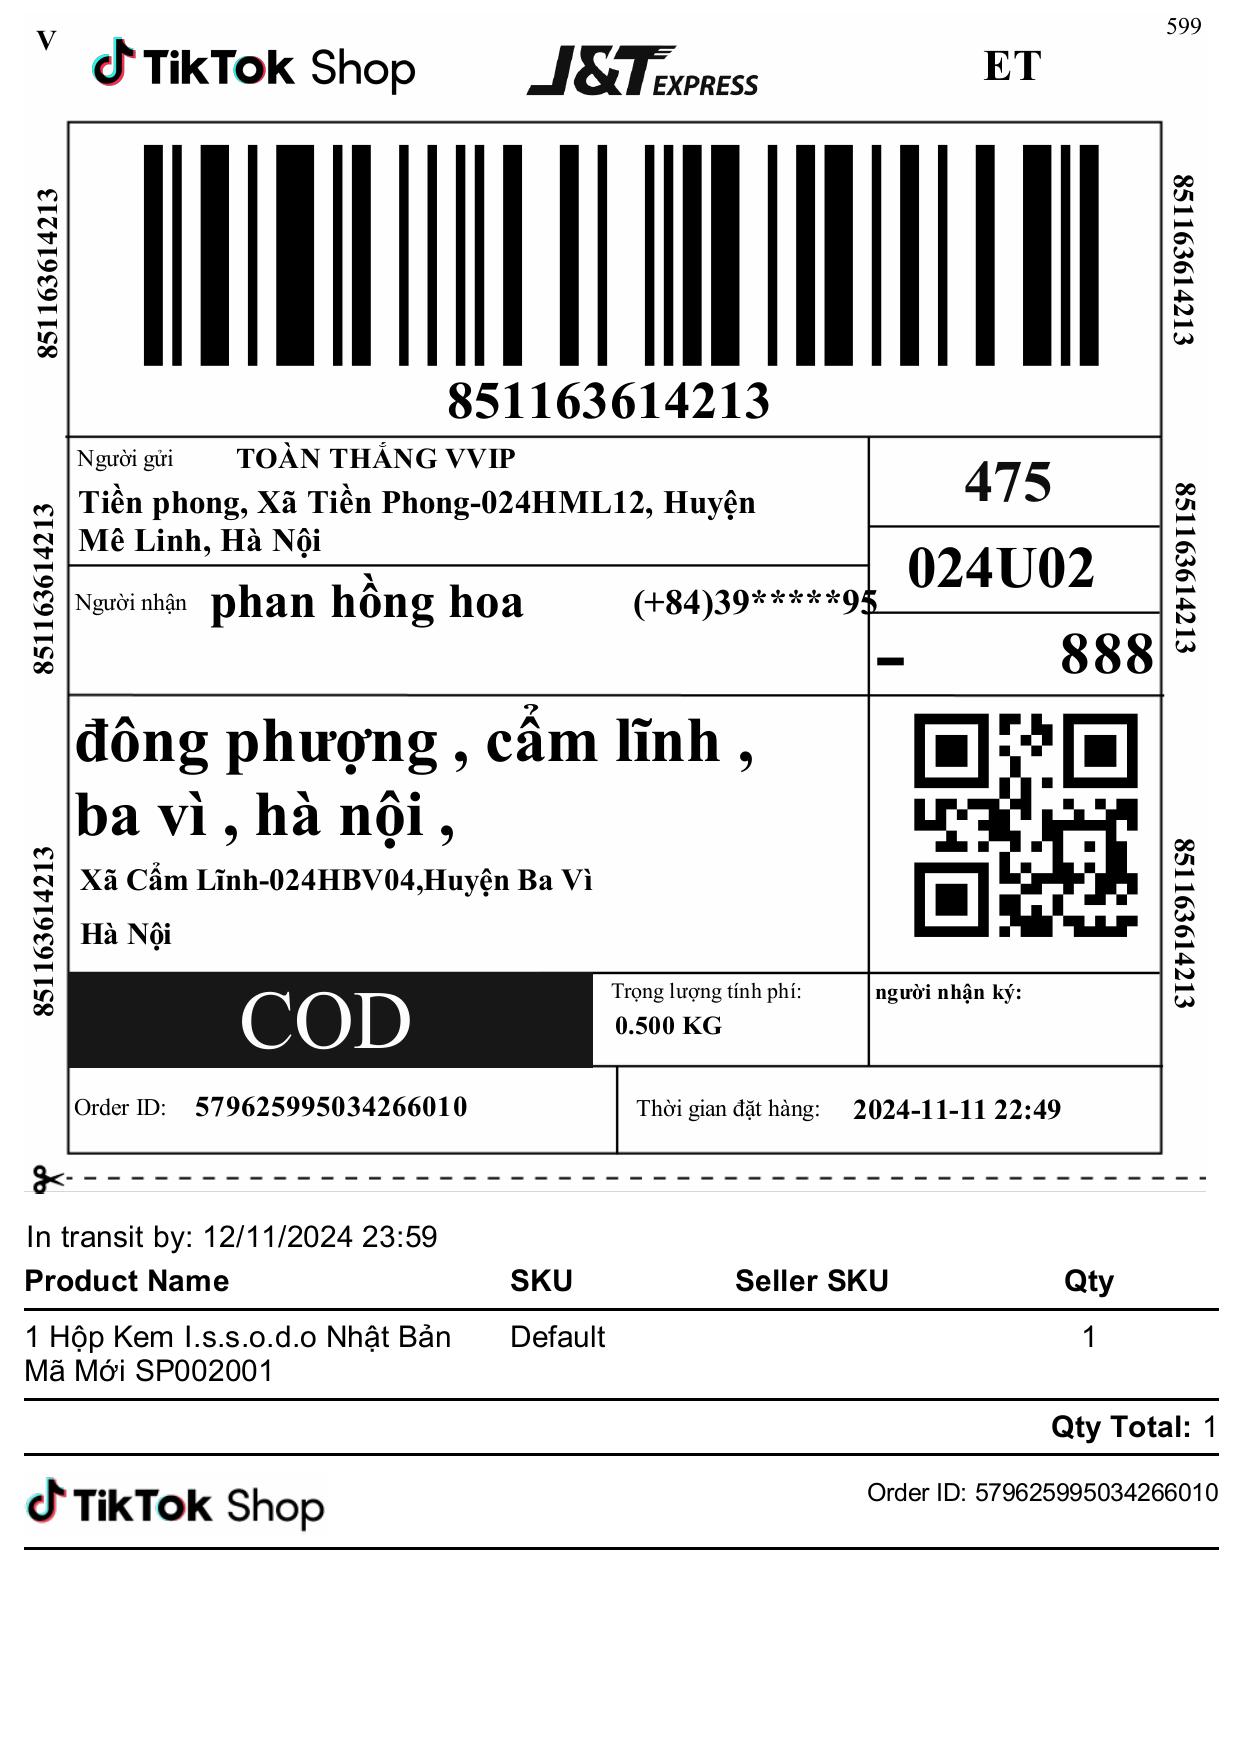 V
TikTok Shop
J&T EXPRESS
ET
599
851163614213
851163614213
851163614213
Người gửi TOÀN THẮNG VVIP
Tiền phong, Xã Tiền Phong-024HML12, Huyện
Mê Linh, Hà Nội
475
024U02
851163614213
851163614213
Người nhận phan hồng hoa (+84)39*****95
- 888
đông phượng , cẩm lĩnh ,
ba vì , hà nội ,
Xã Cẩm Lĩnh-024HBV04,Huyện Ba Vì
Hà Nội
851163614213
851163614213
COD
Trọng lượng tính phí:
0.500 KG
người nhận ký:
Order ID: 579625995034266010
Thời gian đặt hàng: 2024-11-11 22:49
In transit by: 12/11/2024 23:59
Product Name SKU Seller SKU Qty
1 Hộp Kem I.s.s.o.d.o Nhật Bản Default 1
Mã Mới SP002001
Qty Total: 1
TikTok Shop
Order ID: 579625995034266010